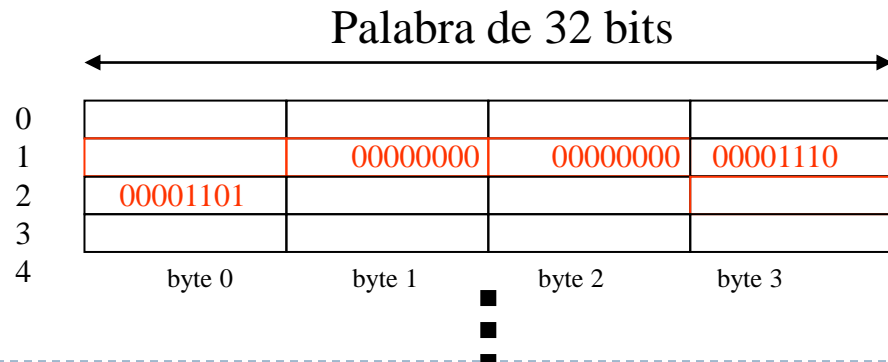 Palabra de 32 bits
0
1 00000000 00000000 00001110
2 00001101
3
4
byte 0 byte 1 byte 2 byte 3